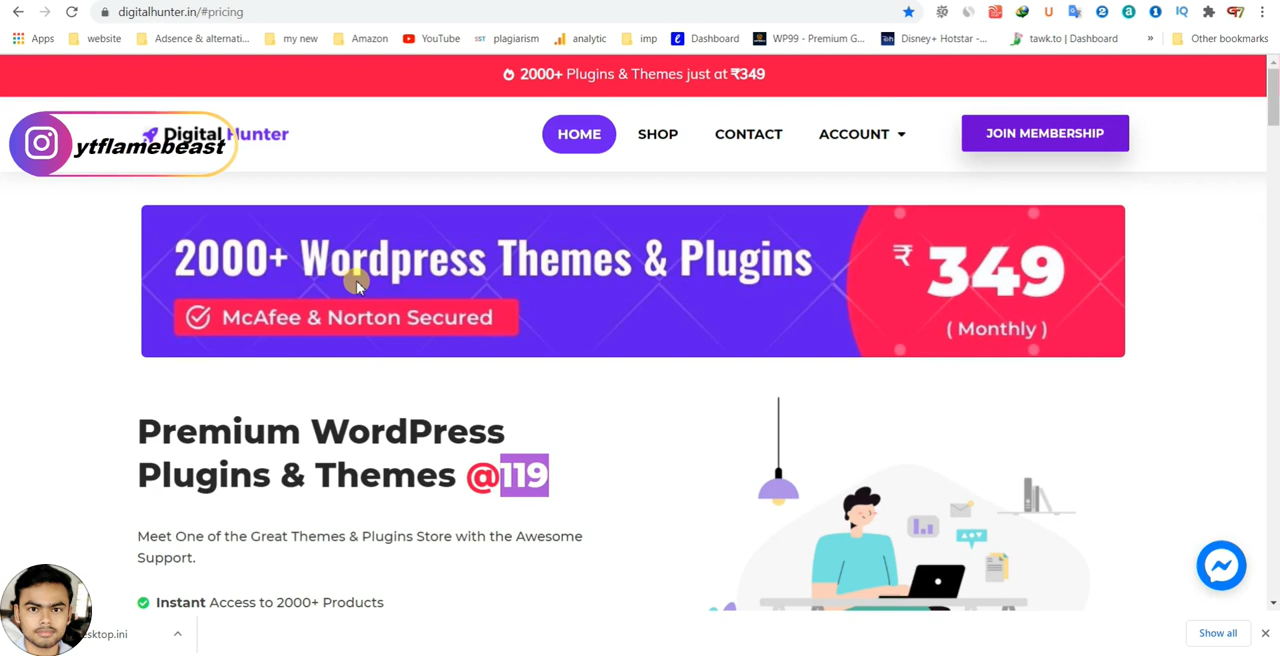 digitalhunter.in/#pricing
Apps website Adsence & alternati... my new Amazon YouTube SST plagiarism analytic imp Dashboard WP99 - Premium G... Disney+ Hotstar -... tawk.to | Dashboard » Other bookmarks
2000+ Plugins & Themes just at ₹349
Digital Hunter
ytflamebeast
HOME SHOP CONTACT ACCOUNT JOIN MEMBERSHIP
2000+ Wordpress Themes & Plugins
McAfee & Norton Secured
₹ 349
( Monthly )
Premium WordPress
Plugins & Themes @119
Meet One of the Great Themes & Plugins Store with the Awesome
Support.
Instant Access to 2000+ Products
esktop.ini
Show all